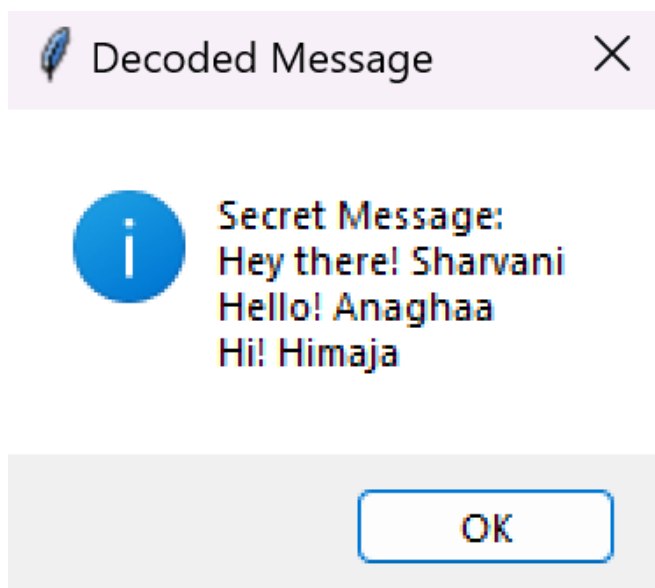 Decoded Message
Secret Message:
Hey there! Sharvani
Hello! Anaghaa
Hi! Himaja
OK